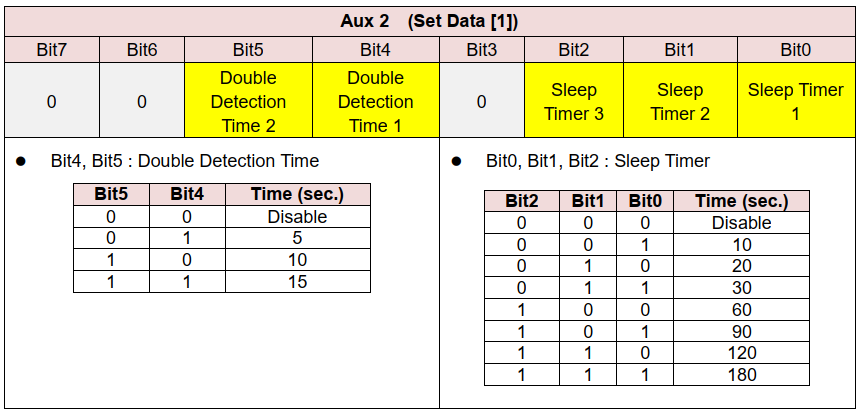 Aux 2 (Set Data [1])
Bit7 Bit6 Bit5 Bit4 Bit3 Bit2 Bit1 Bit0
0 0 Double Detection Time 2 Double Detection Time 1 0 Sleep Timer 3 Sleep Timer 2 Sleep Timer 1
● Bit4, Bit5 : Double Detection Time
Bit5 Bit4 Time (sec.)
0 0 Disable
0 1 5
1 0 10
1 1 15
● Bit0, Bit1, Bit2 : Sleep Timer
Bit2 Bit1 Bit0 Time (sec.)
0 0 0 Disable
0 0 1 10
0 1 0 20
0 1 1 30
1 0 0 60
1 0 1 90
1 1 0 120
1 1 1 180